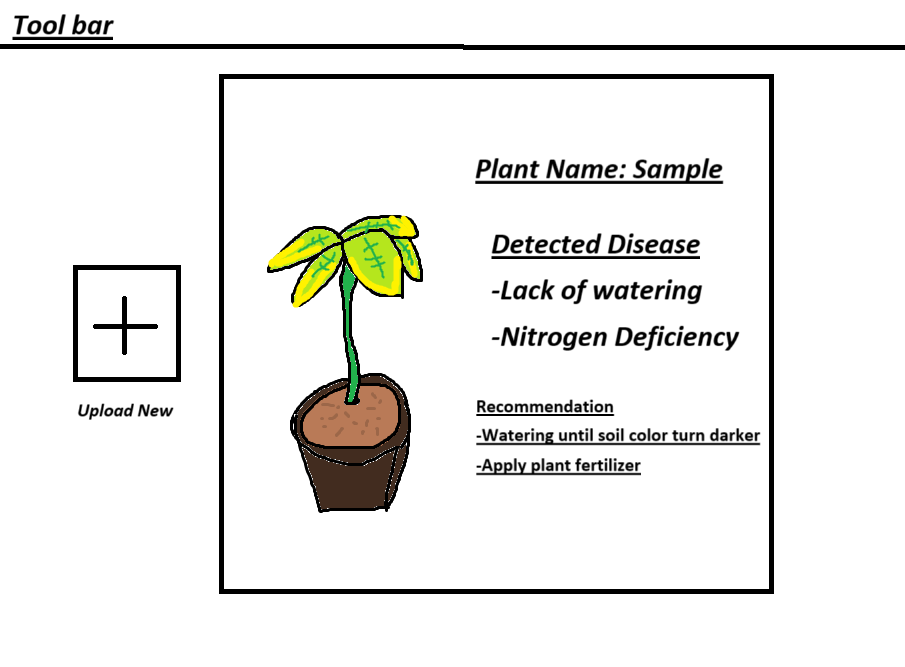 Tool bar
Plant Name: Sample
Detected Disease
-Lack of watering
-Nitrogen Deficiency
Upload New
Recommendation
-Watering until soil color turn darker
-Apply plant fertilizer